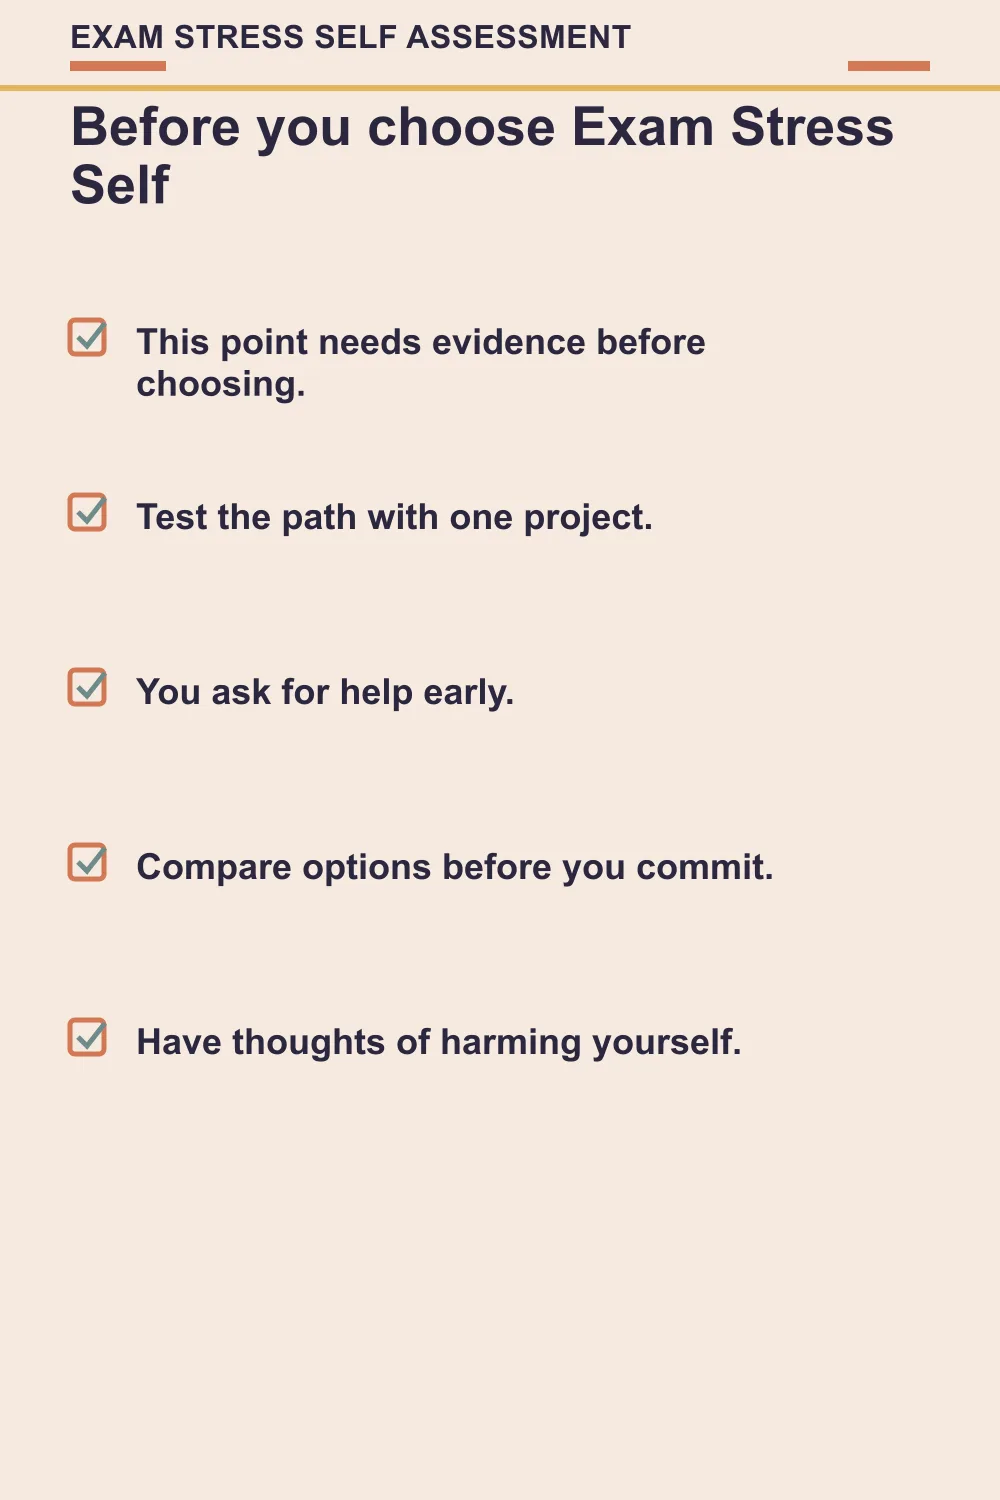 EXAM STRESS SELF ASSESSMENT
Before you choose Exam Stress
Self
This point needs evidence before
choosing.
Test the path with one project.
You ask for help early.
Compare options before you commit.
Have thoughts of harming yourself.